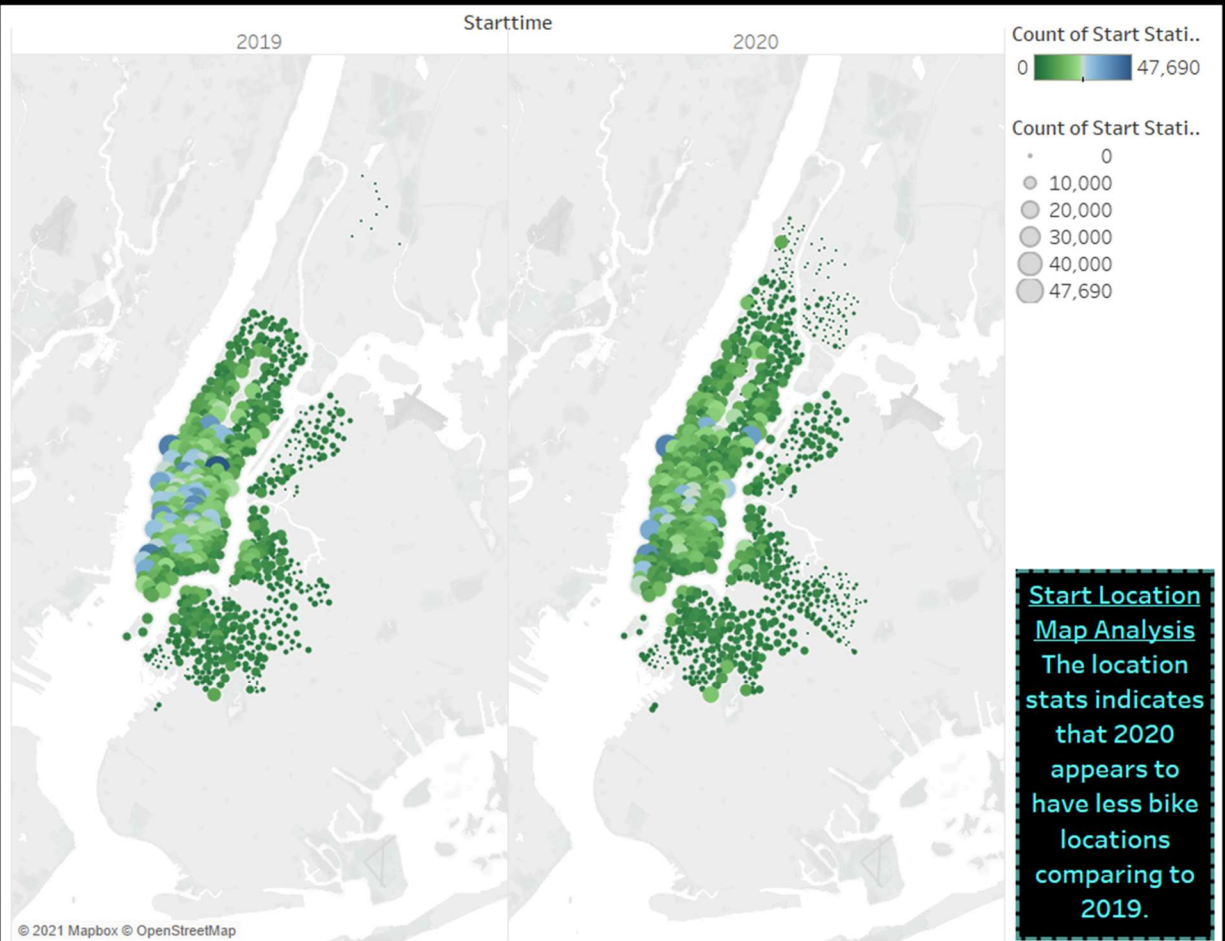 Starttime
2019
2020
Count of Start Stati..
0
47,690
Count of Start Stati..
0
10,000
20,000
30,000
40,000
47,690
Start Location
Map Analysis
The location
stats indicates
that 2020
appears to
have less bike
locations
comparing to
2019.
© 2021 Mapbox © OpenStreetMap